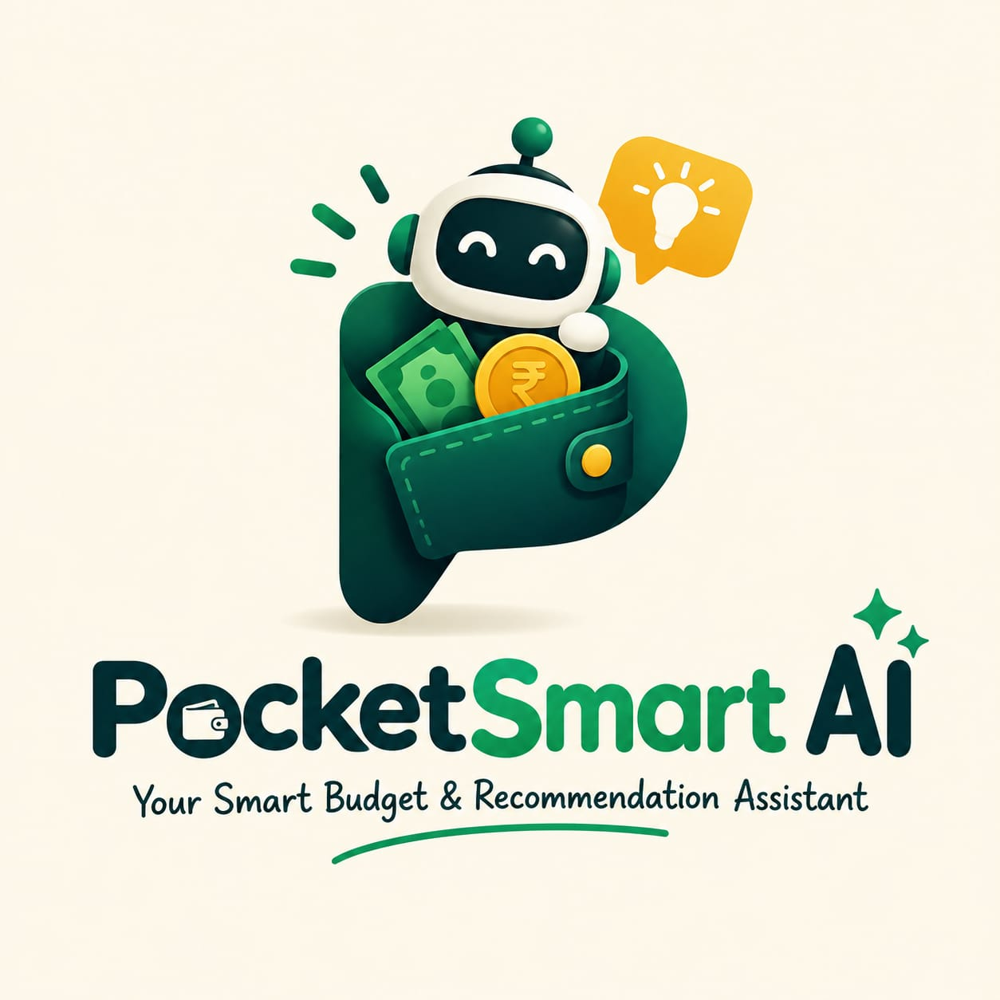 ₹
PocketSmart AI
Your Smart Budget & Recommendation Assistant